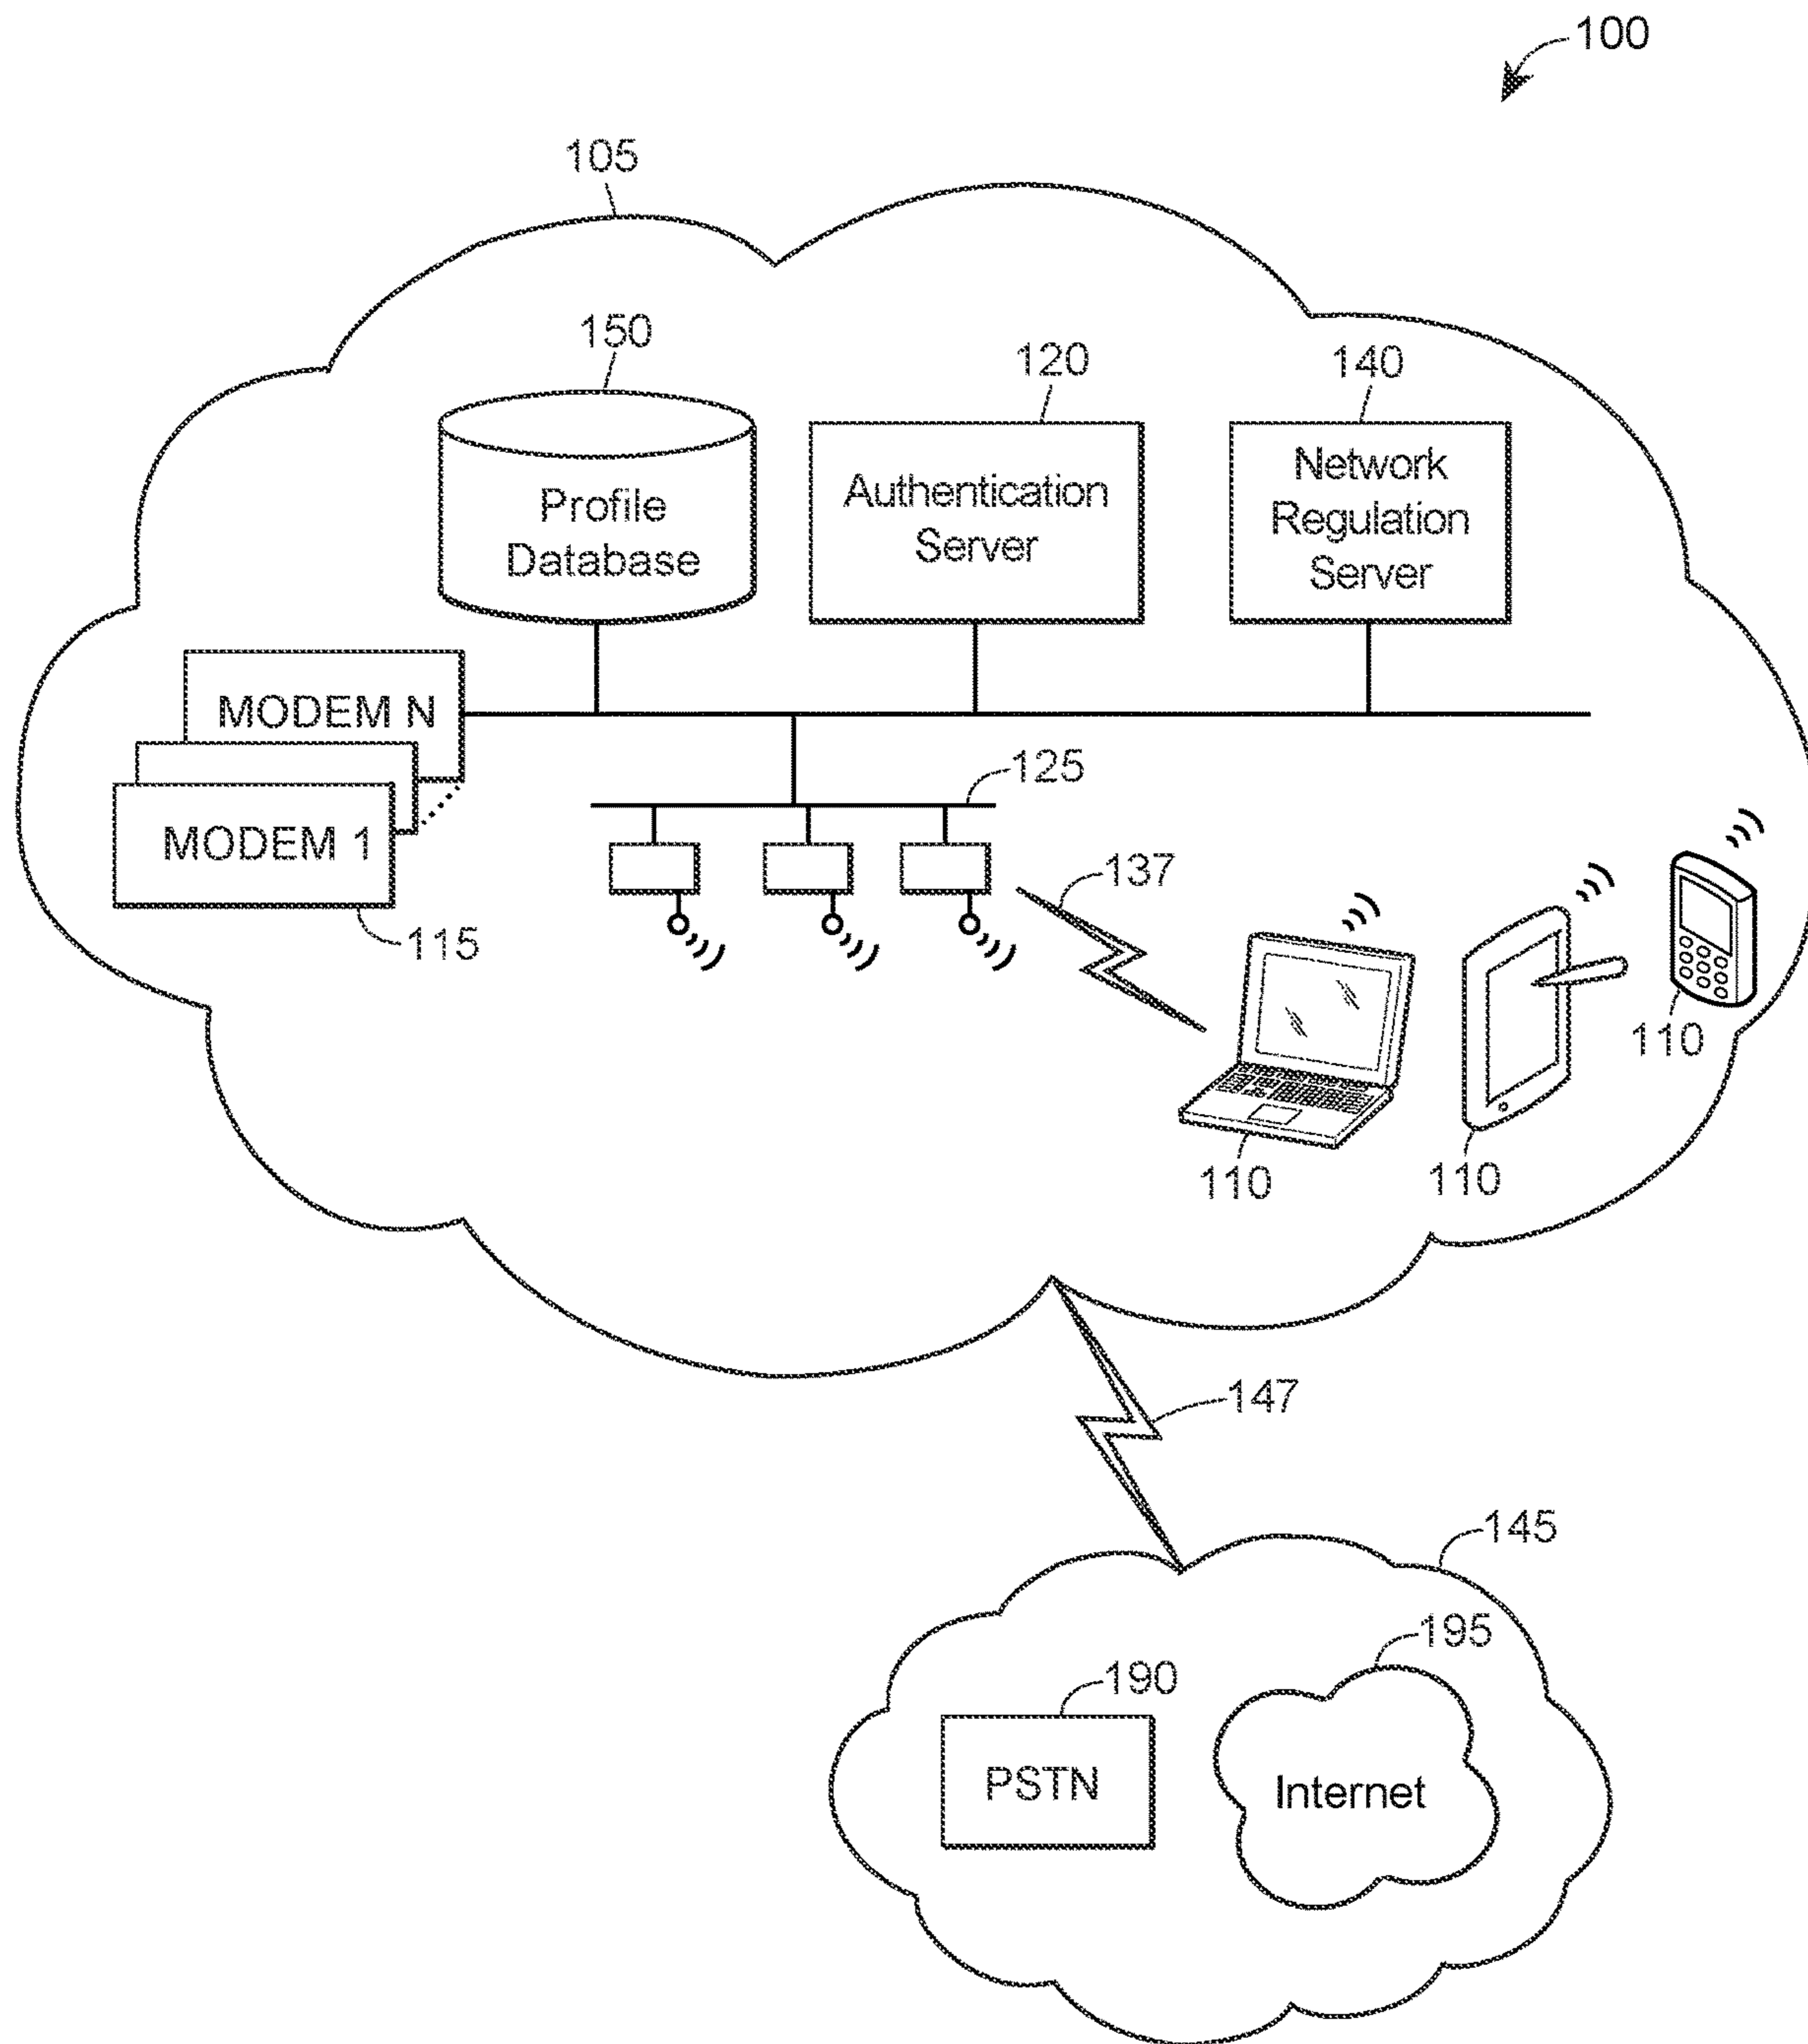 100
105
150
120
140
Profile
Database
Authentication
Server
Network
Regulation
Server
MODEM N
MODEM 1
115
125
137
110
110
110
147
145
195
190
PSTN
Internet